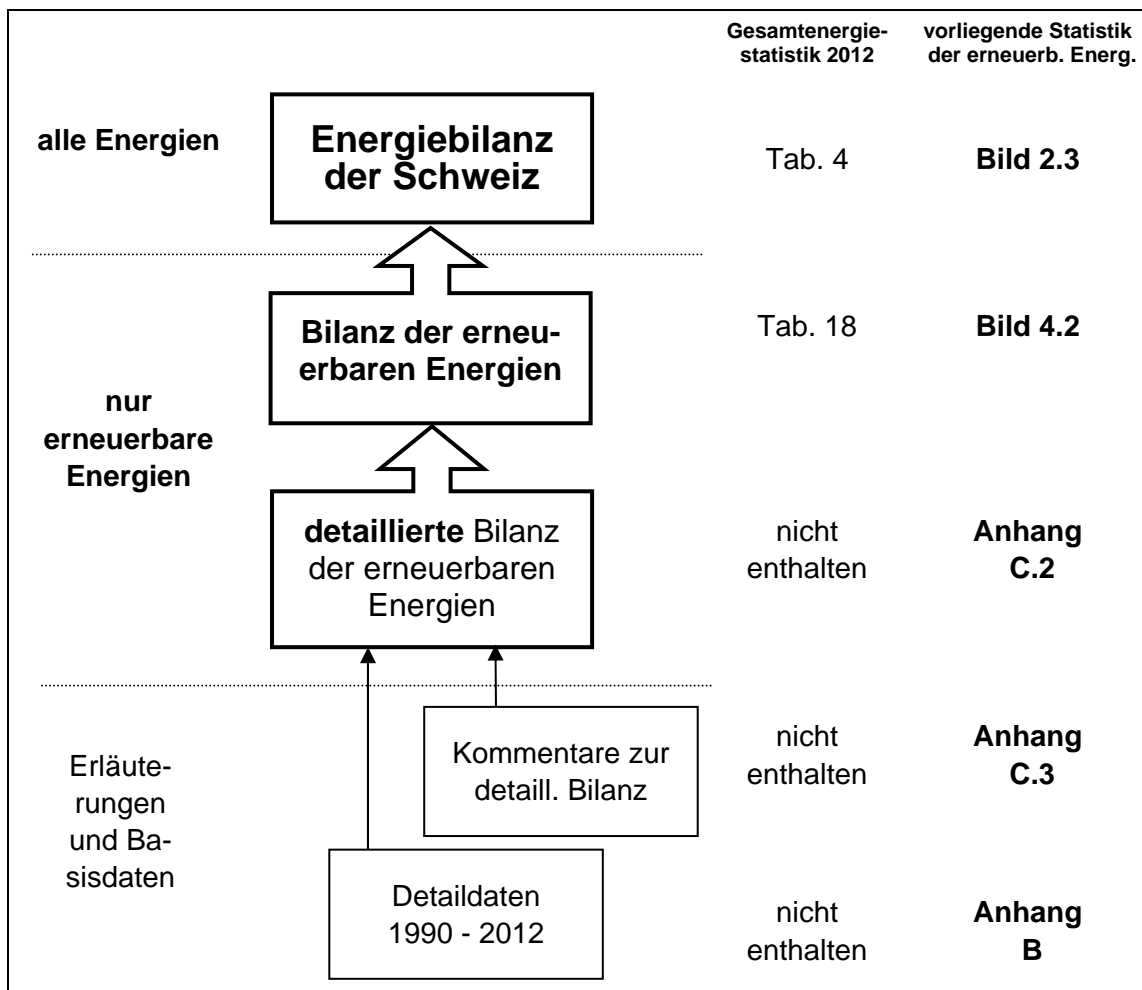 Gesamtenergie-
statistik 2012
vorliegende Statistik
der erneuerb. Energ.
alle Energien
Energiebilanz
der Schweiz
Tab. 4
Bild 2.3
nur
erneuerbare
Energien
Bilanz der erneu-
erbaren Energien
Tab. 18
Bild 4.2
detaillierte Bilanz
der erneuerbaren
Energien
nicht
enthalten
Anhang
C.2
Erläute-
rungen
und Ba-
sisdaten
Kommentare zur
detaill. Bilanz
nicht
enthalten
Anhang
C.3
Detaildaten
1990 - 2012
nicht
enthalten
Anhang
B